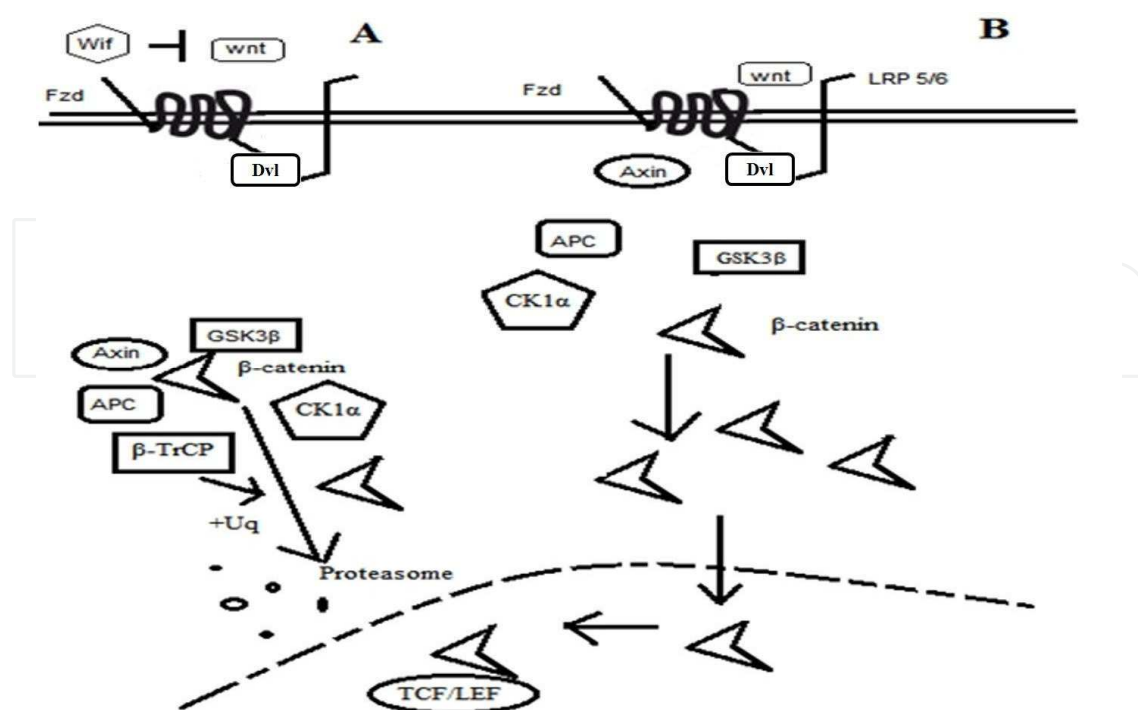 A
B
Wif
wnt
Fzd
Dvl
Fzd
wnt
LRP 5/6
Axin
Dvl
APC
GSK3β
CK1α
β-catenin
GSK3β
Axin
β-catenin
APC
CK1α
β-TrCP
+Uq
Proteasome
TCF/LEF